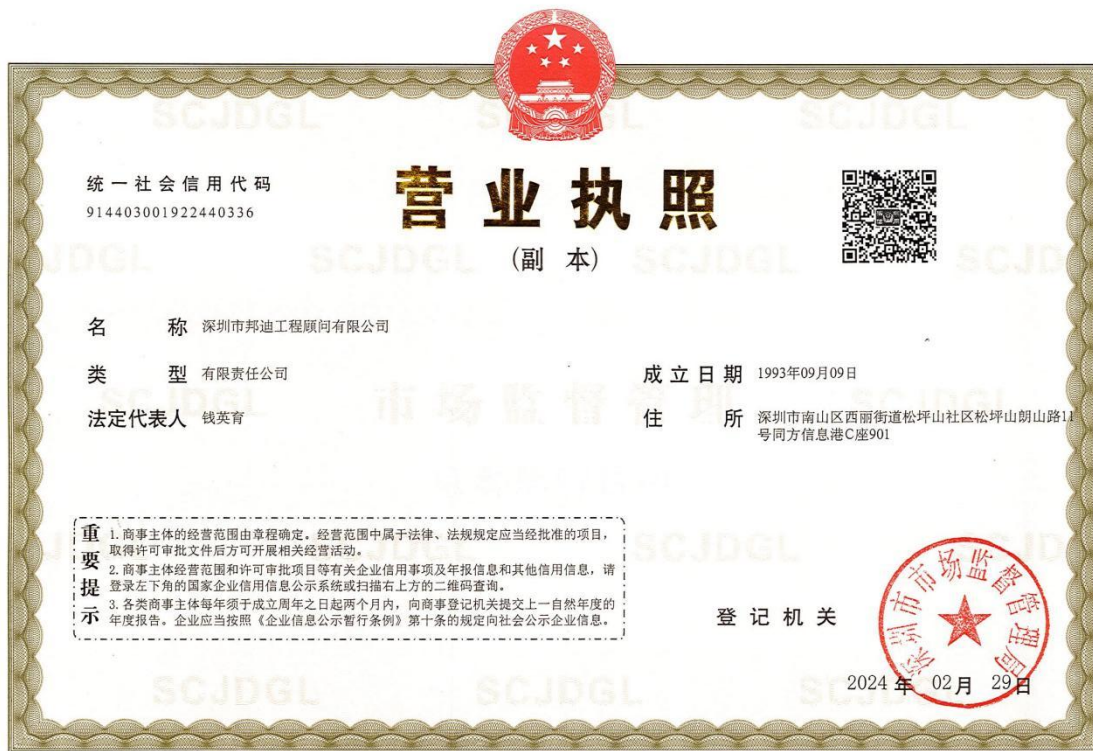 统一社会信用代码
914403001922440336
营业执照
(副 本)
名 称 深圳市邦迪工程顾问有限公司
类 型 有限责任公司
成立日期 1993年09月09日
法定代表人 钱英育
住 所 深圳市南山区西丽街道松坪山社区松坪山朗山路11
号同方信息港C座901
重要提示
1. 商事主体的经营范围由章程确定。经营范围中属于法律、法规规定应当经批准的项目，
取得许可审批文件后方可开展相关经营活动。
2. 商事主体经营范围和许可审批项目等有关企业信用事项及年报信息和其他信用信息，请
登录左下角的国家企业信用信息公示系统或扫描右上方的二维码查询。
3. 各类商事主体每年须于成立周年之日起两个月内，向商事登记机关提交上一自然年度的
年度报告。企业应当按照《企业信息公示暂行条例》第十条的规定向社会公示企业信息。
登记机关
深圳市市场监督管理局
2024 年 02 月 29 日
SCJDGL
市场监督管理